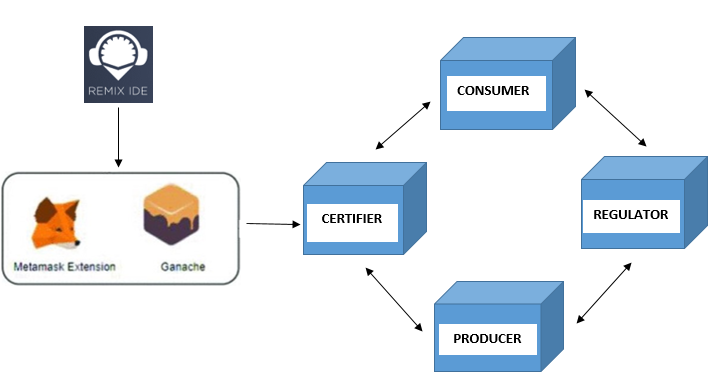 REMIX IDE
CONSUMER
CERTIFIER
REGULATOR
Metamask Extension
Ganache
PRODUCER